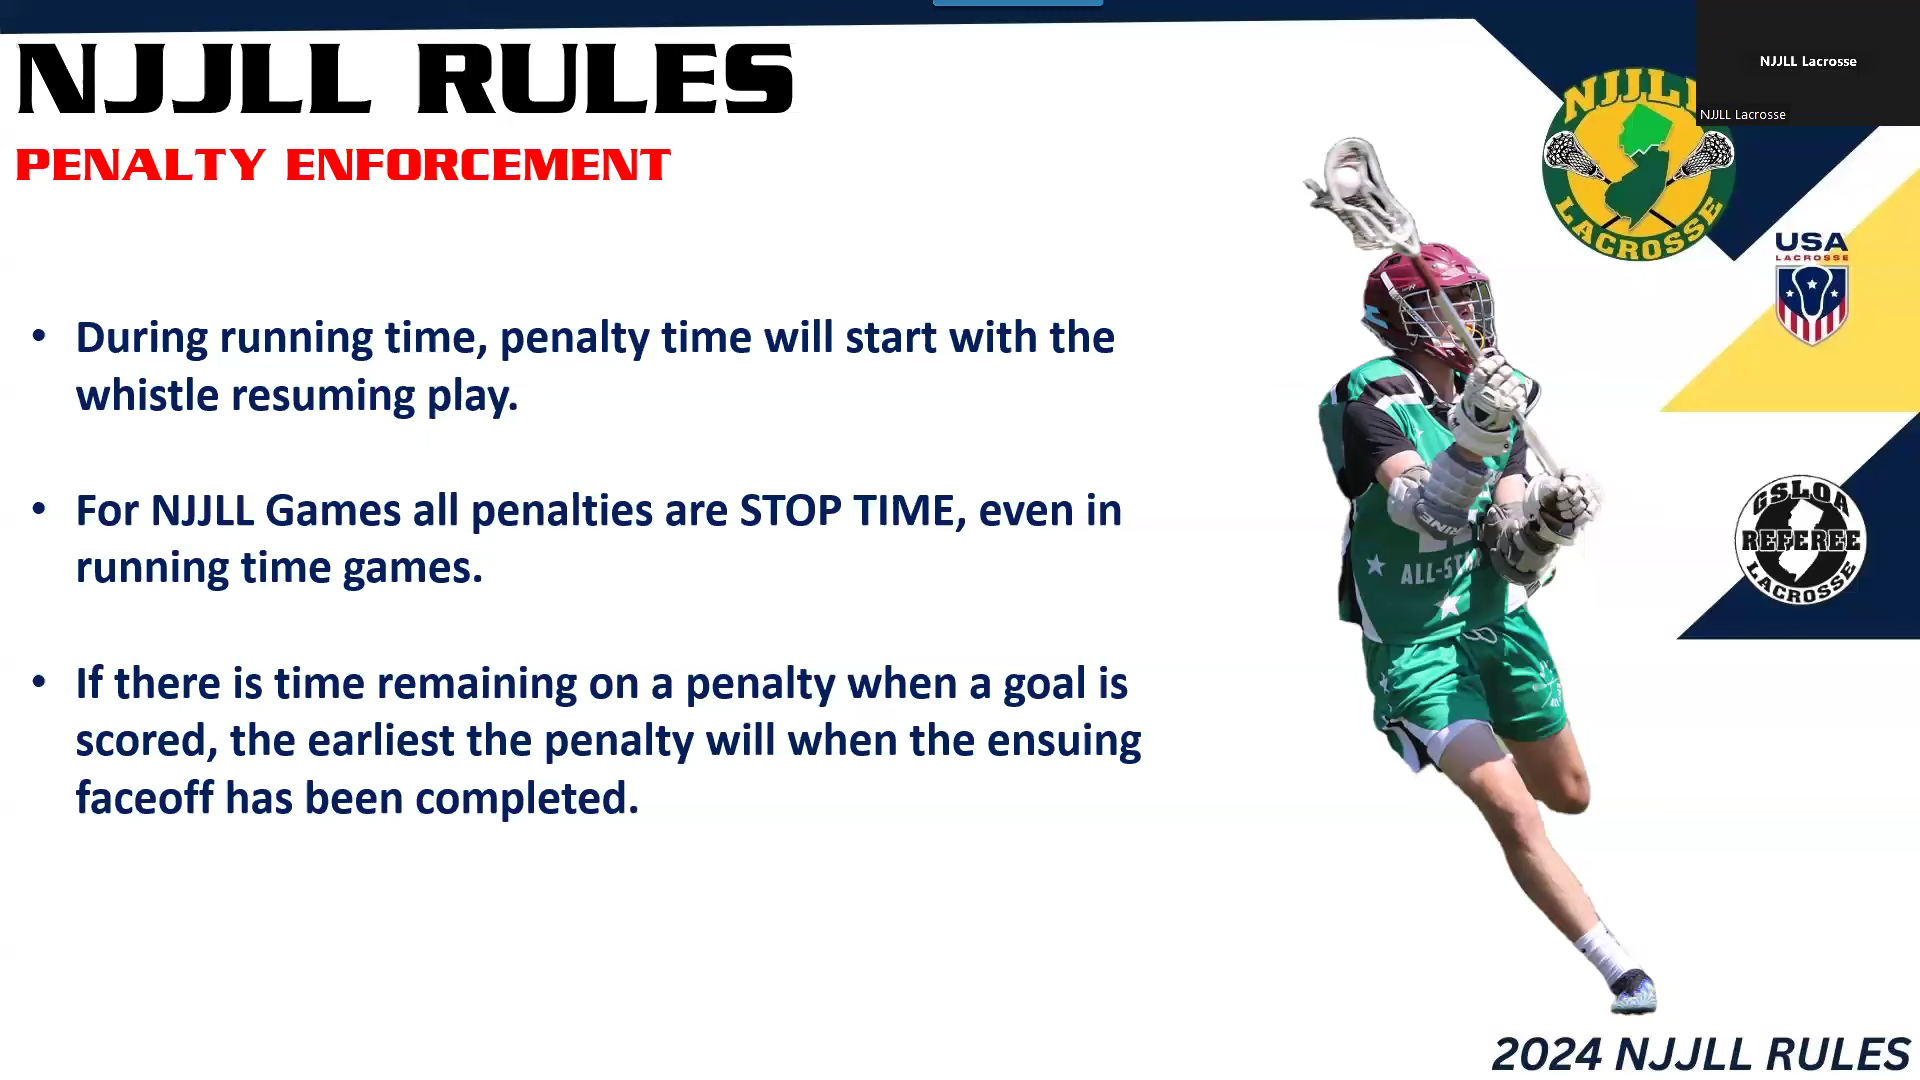 NJJLL RULES
PENALTY ENFORCEMENT
• During running time, penalty time will start with the
whistle resuming play.
• For NJJLL Games all penalties are STOP TIME, even in
running time games.
• If there is time remaining on a penalty when a goal is
scored, the earliest the penalty will when the ensuing
faceoff has been completed.
NJJLL Lacrosse
NJJLL Lacrosse
NJJLL
LACROSSE
USA
LACROSSE
GSLOA
REFEREE
LACROSSE
ALL-STA
2024 NJJLL RULES